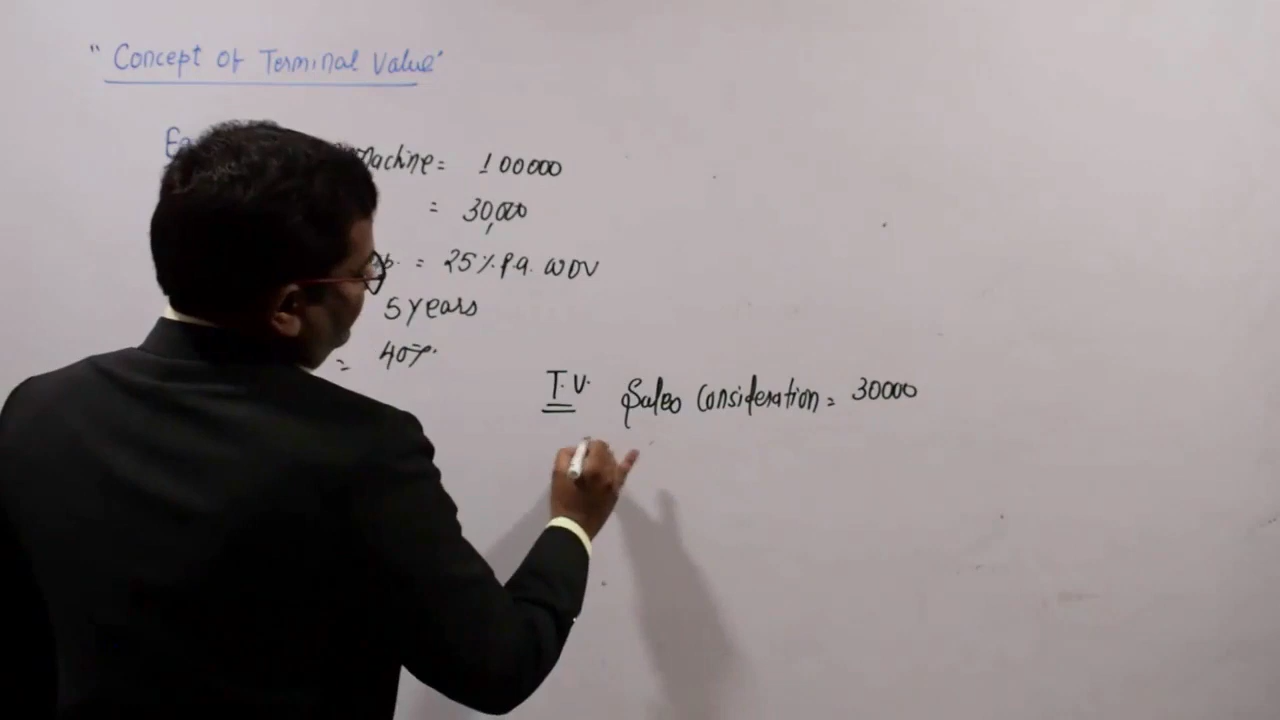 "Concept of Terminal Value"
Machine = 100000
= 30,000
= 25% P.a. WDV
5 years
= 40%
T.V. Sales Consideration = 30000